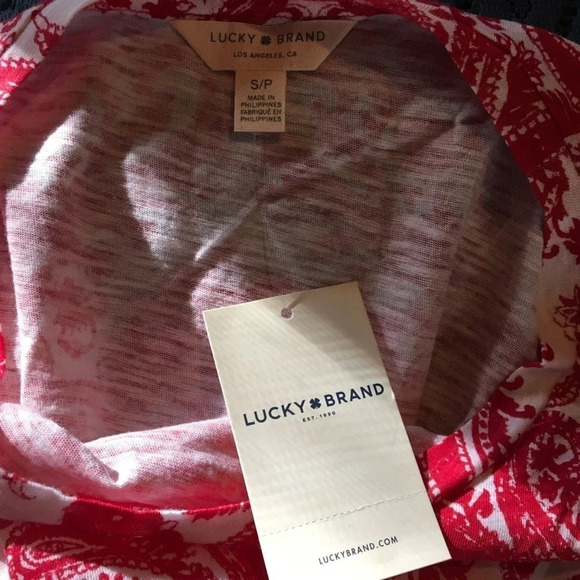 LUCKY BRAND
LOS ANGELES, CA
S/P
MADE IN
PHILIPPINES
FABRIQUÉ EN
PHILIPPINES
LUCKY BRAND
EST. 1990
LUCKYBRAND.COM